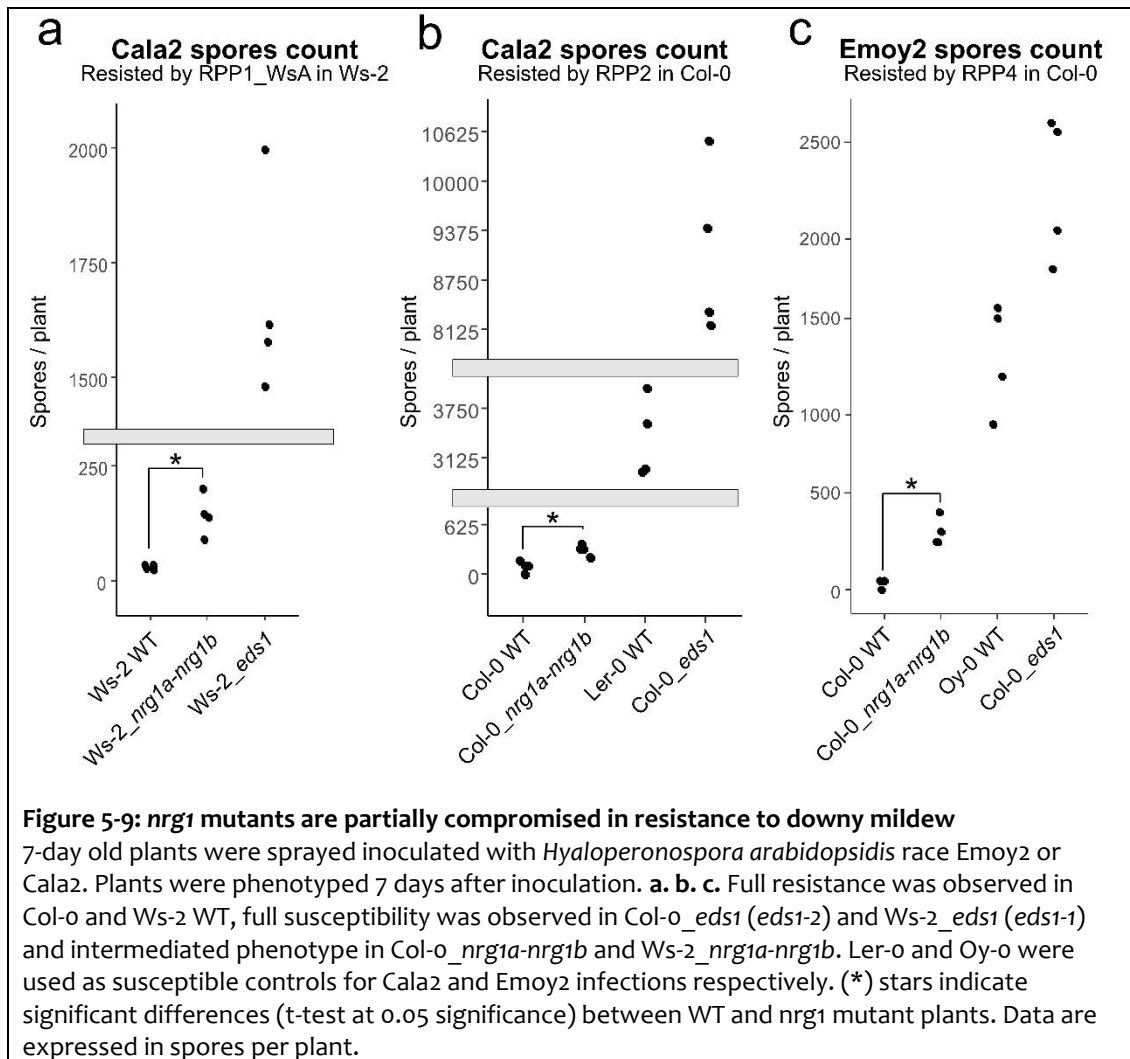 a
Cala2 spores count
Resisted by RPP1_WsA in Ws-2
Spores / plant
2000
1750
1500
250
0
*
Ws-2 WT
Ws-2_nrg1a-nrg1b
Ws-2_eds1
b
Cala2 spores count
Resisted by RPP2 in Col-0
Spores / plant
10625
10000
9375
8750
8125
3750
3125
625
0
*
Col-0 WT
Col-0_nrg1a-nrg1b
Ler-0 WT
Col-0_eds1
c
Emoy2 spores count
Resisted by RPP4 in Col-0
Spores / plant
2500
2000
1500
1000
500
0
*
Col-0 WT
Col-0_nrg1a-nrg1b
Oy-0 WT
Col-0_eds1
Figure 5-9: nrg1 mutants are partially compromised in resistance to downy mildew
7-day old plants were sprayed inoculated with Hyaloperonospora arabidopsidis race Emoy2 or
Cala2. Plants were phenotyped 7 days after inoculation. a. b. c. Full resistance was observed in
Col-0 and Ws-2 WT, full susceptibility was observed in Col-0_eds1 (eds1-2) and Ws-2_eds1 (eds1-1)
and intermediated phenotype in Col-0_nrg1a-nrg1b and Ws-2_nrg1a-nrg1b. Ler-0 and Oy-0 were
used as susceptible controls for Cala2 and Emoy2 infections respectively. (*) stars indicate
significant differences (t-test at 0.05 significance) between WT and nrg1 mutant plants. Data are
expressed in spores per plant.